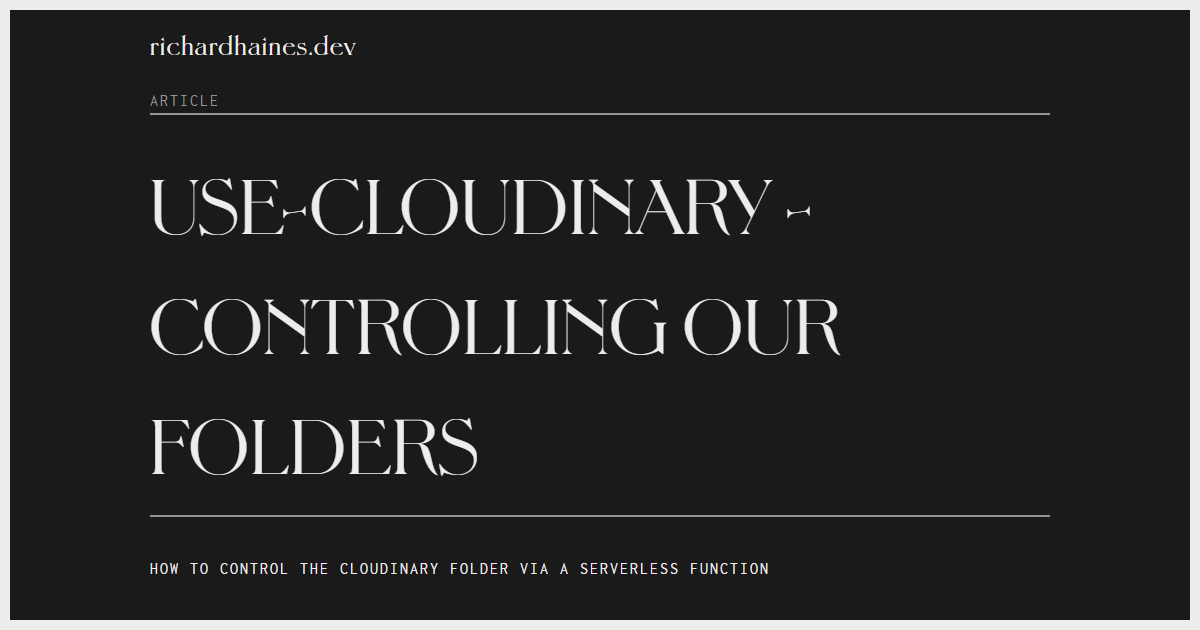 richardhaines.dev
ARTICLE
USE-CLOUDINARY -
CONTROLLING OUR
FOLDERS
HOW TO CONTROL THE CLOUDINARY FOLDER VIA A SERVERLESS FUNCTION